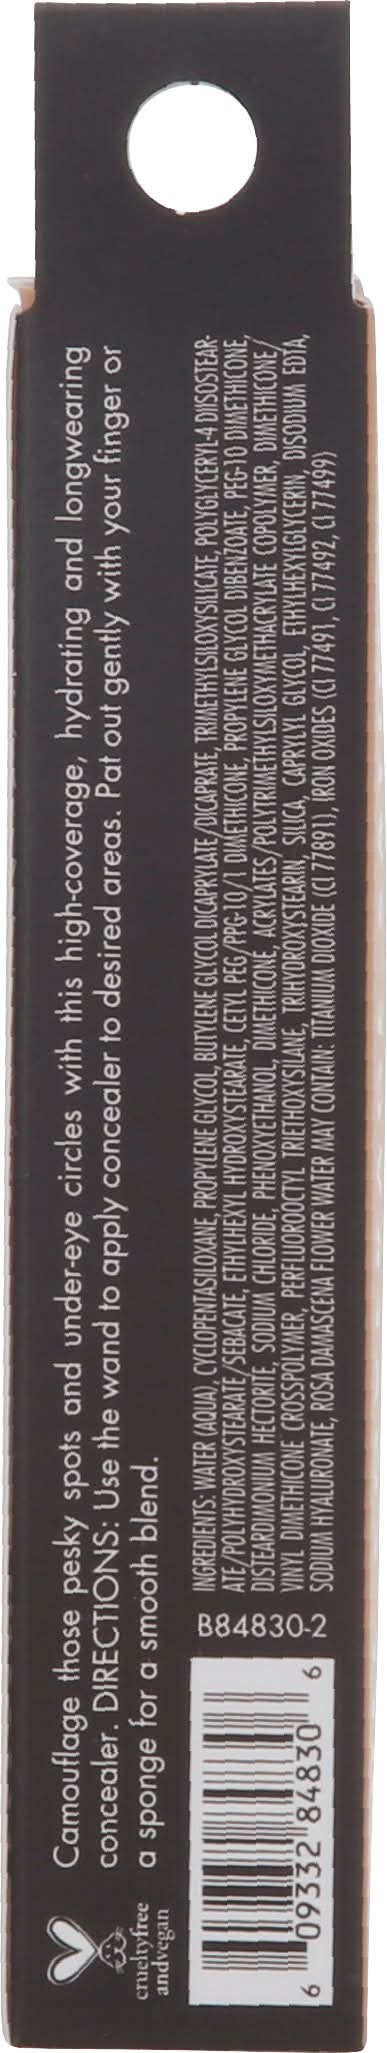 Camouflage those pesky spots and under-eye circles with this high-coverage, hydrating and longwearing
concealer. DIRECTIONS: Use the wand to apply concealer to desired areas. Pat out gently with your finger or
a sponge for a smooth blend.
INGREDIENTS: WATER (AQUA), CYCLOPENTASILOXANE, PROPYLENE GLYCOL, BUTYLENE GLYCOL DICAPRYLATE/DICAPRATE, TRIMETHYLSILOXYSILICATE, POLYGLYCERYL-4 DIISOSTEAR-
ATE/POLYHYDROXYSTEARATE/SEBACATE, ETHYLHEXYL HYDROXYSTEARATE, CETYL PEG/PPG-10/1 DIMETHICONE, PROPYLENE GLYCOL DIBENZOATE, PEG-10 DIMETHICONE,
DISTEARDIMONIUM HECTORITE, SODIUM CHLORIDE, PHENOXYETHANOL, DIMETHICONE, ACRYLATES/POLYTRIMETHYLSILOXYMETHACRYLATE COPOLYMER, DIMETHICONE/
VINYL DIMETHICONE CROSSPOLYMER, PERFLUOROOCTYL TRIETHOXYSILANE, TRIHYDROXYSTEARIN, SILICA, CAPRYLYL GLYCOL, ETHYLHEXYLGLYCERIN, DISODIUM EDTA,
SODIUM HYALURONATE, ROSA DAMASCENA FLOWER WATER MAY CONTAIN: TITANIUM DIOXIDE (CI 77891), IRON OXIDES (CI 77491, CI 77492, CI 77499)
B84830-2
6 09332 84830 6
crueltyfree
andvegan